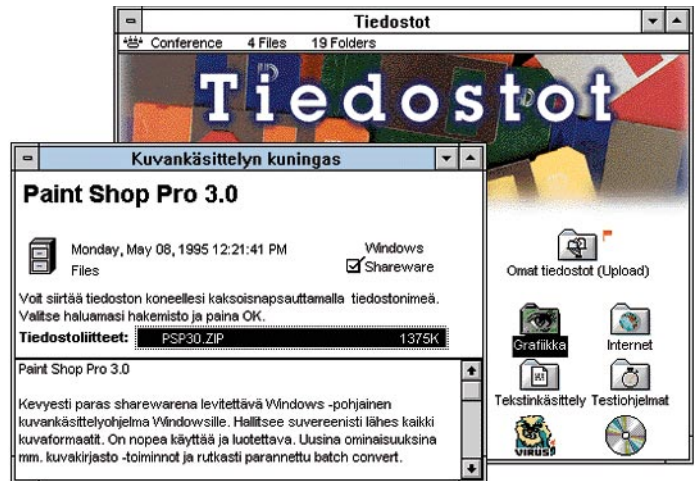 Tiedostot
Conference 4 Files 19 Folders
Tiedostot
Kuvankäsittelyn kuningas
Paint Shop Pro 3.0
Monday, May 08, 1995 12:21:41 PM
Files
Windows
Shareware
Voit siirtää tiedoston koneellesi kaksoisnapsauttamalla tiedostonimeä.
Valitse haluamasi hakemisto ja paina OK.
Tiedostoliitteet: PSP30.ZIP 1375K
Paint Shop Pro 3.0
Kevyesti paras sharewarena levitettävä Windows -pohjainen
kuvankäsittelyohjelma Windowsille. Hallitsee suvereenisti lähes kaikki
kuvaformaatit. On nopea käyttää ja luotettava. Uusina ominaisuuksina
mm. kuvakirjasto -toiminnot ja rutkasti parannettu batch convert.
Omat tiedostot (Upload)
Grafiikka Internet
Tekstinkäsittely Testiohjelmat
VIRUS!